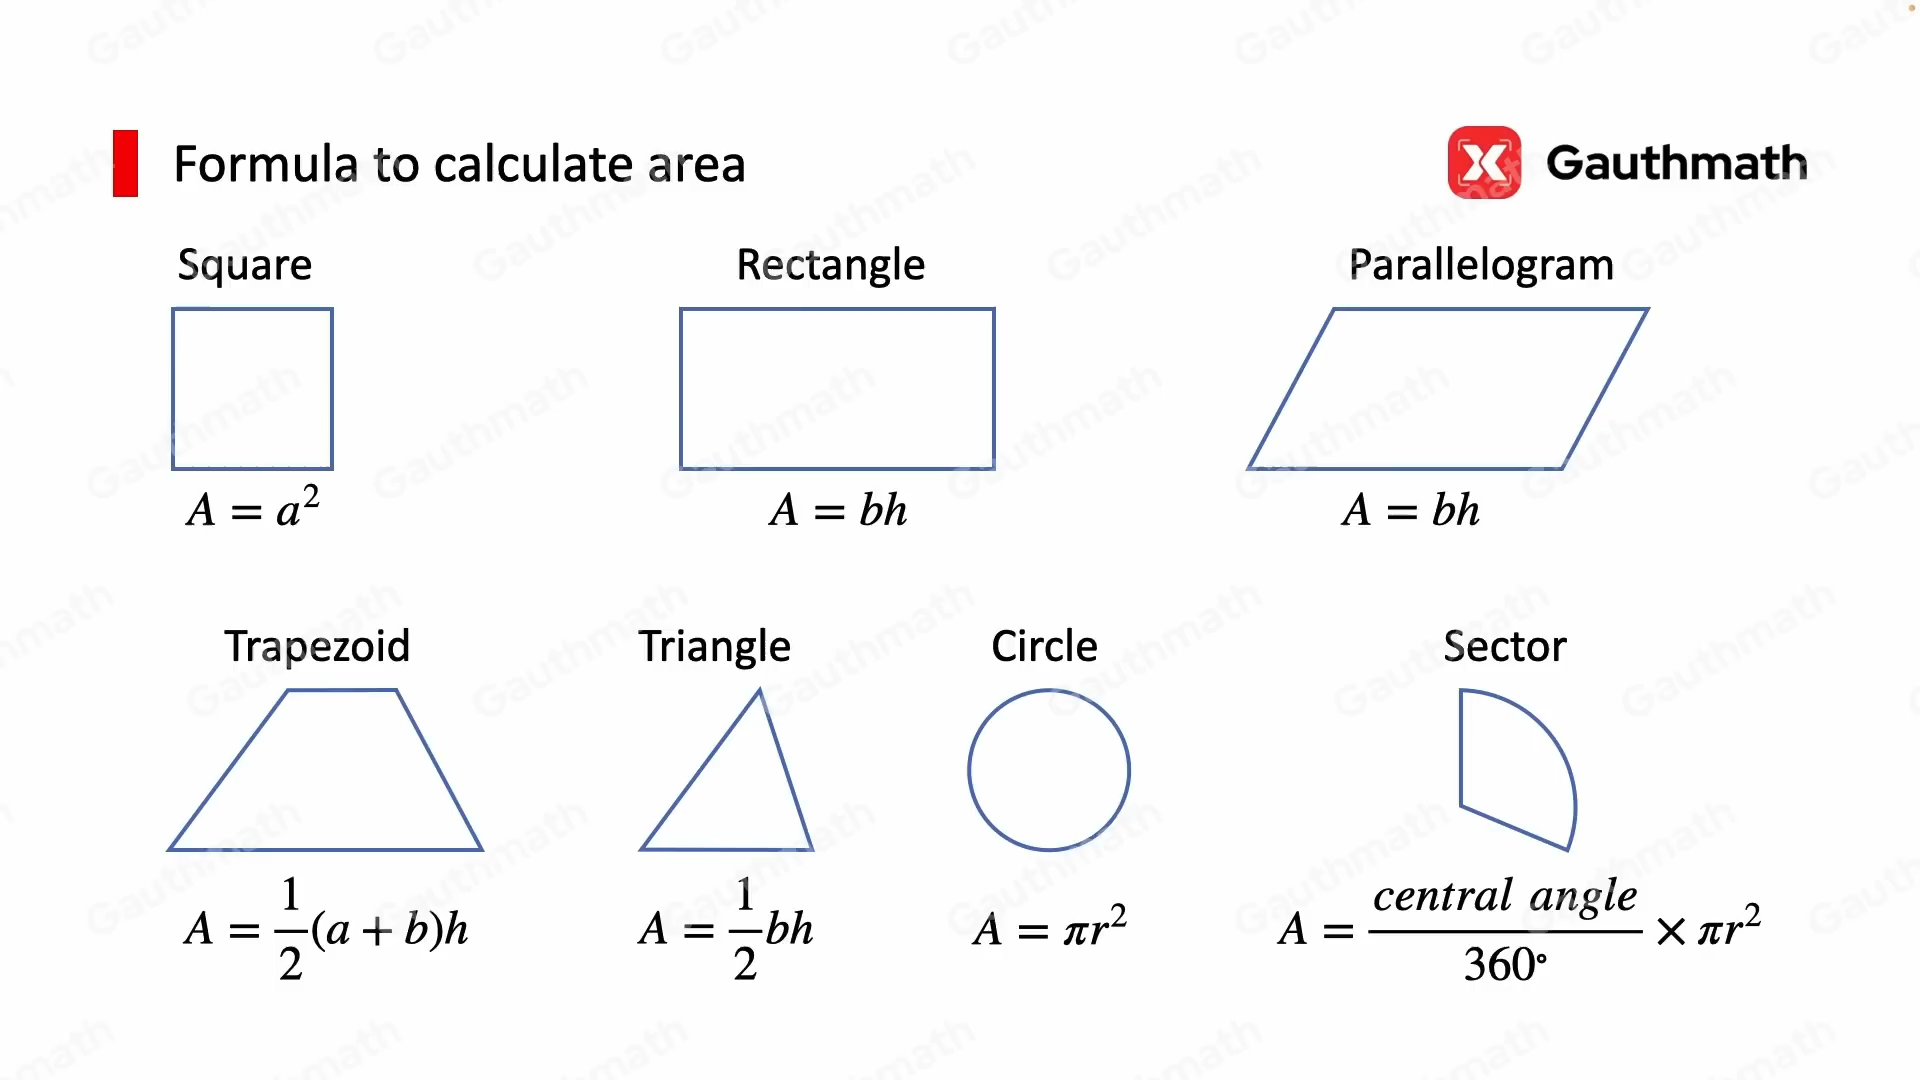 Formula to calculate area
Gauthmath
Square
Rectangle
Parallelogram
A = a²
A = bh
A = bh
Trapezoid
Triangle
Circle
Sector
A = 1/2(a + b)h
A = 1/2bh
A = πr²
A = central angle/360° × πr²